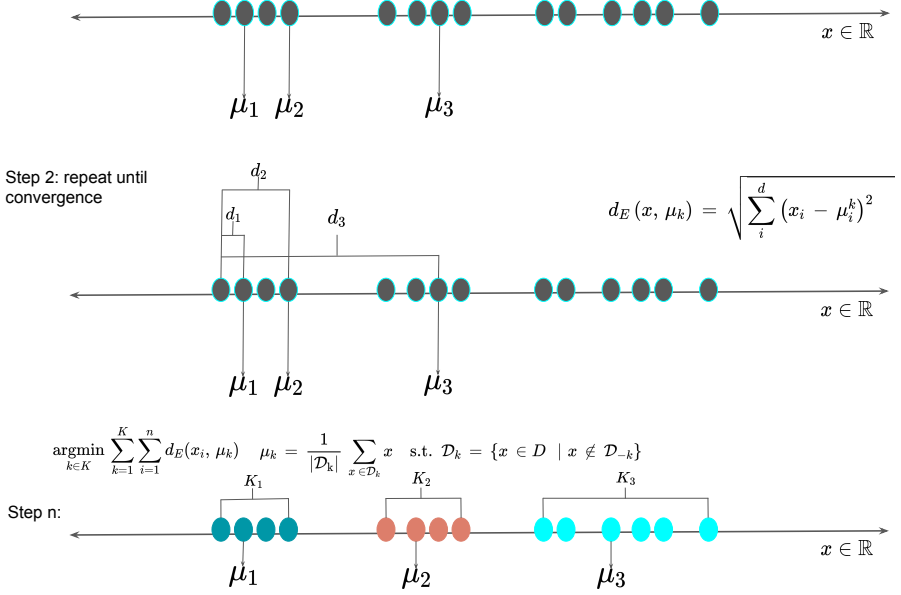 x ∈ ℝ
μ₁ μ₂ μ₃
Step 2: repeat until
convergence
d₂
d₁
d₃
d_E (x, μ_k) = √(∑_i^d (x_i − μ_i^k)²)
x ∈ ℝ
μ₁ μ₂ μ₃
argmin_{k∈K} ∑_{k=1}^K ∑_{i=1}^n d_E(x_i, μ_k) μ_k = 1/|𝒟_k| ∑_{x∈𝒟_k} x s.t. 𝒟_k = {x ∈ D | x ∉ 𝒟_{−k}}
K₁ K₂ K₃
Step n:
x ∈ ℝ
μ₁ μ₂ μ₃